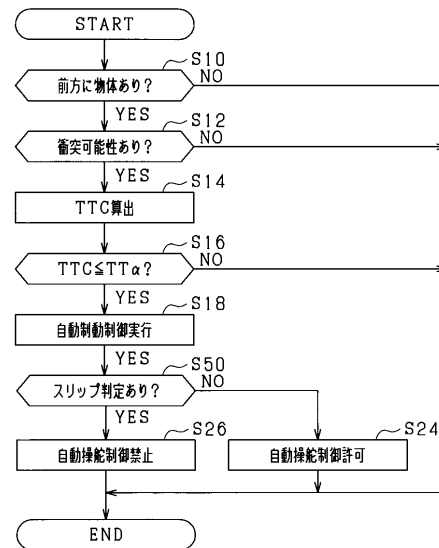 START
S10
前方に物体あり?
NO
YES
S12
衝突可能性あり?
NO
YES
S14
TTC算出
S16
TTC≦TTα?
NO
YES
S18
自動制動制御実行
YES
S50
スリップ判定あり?
NO
YES
S26
自動操舵制御禁止
S24
自動操舵制御許可
END